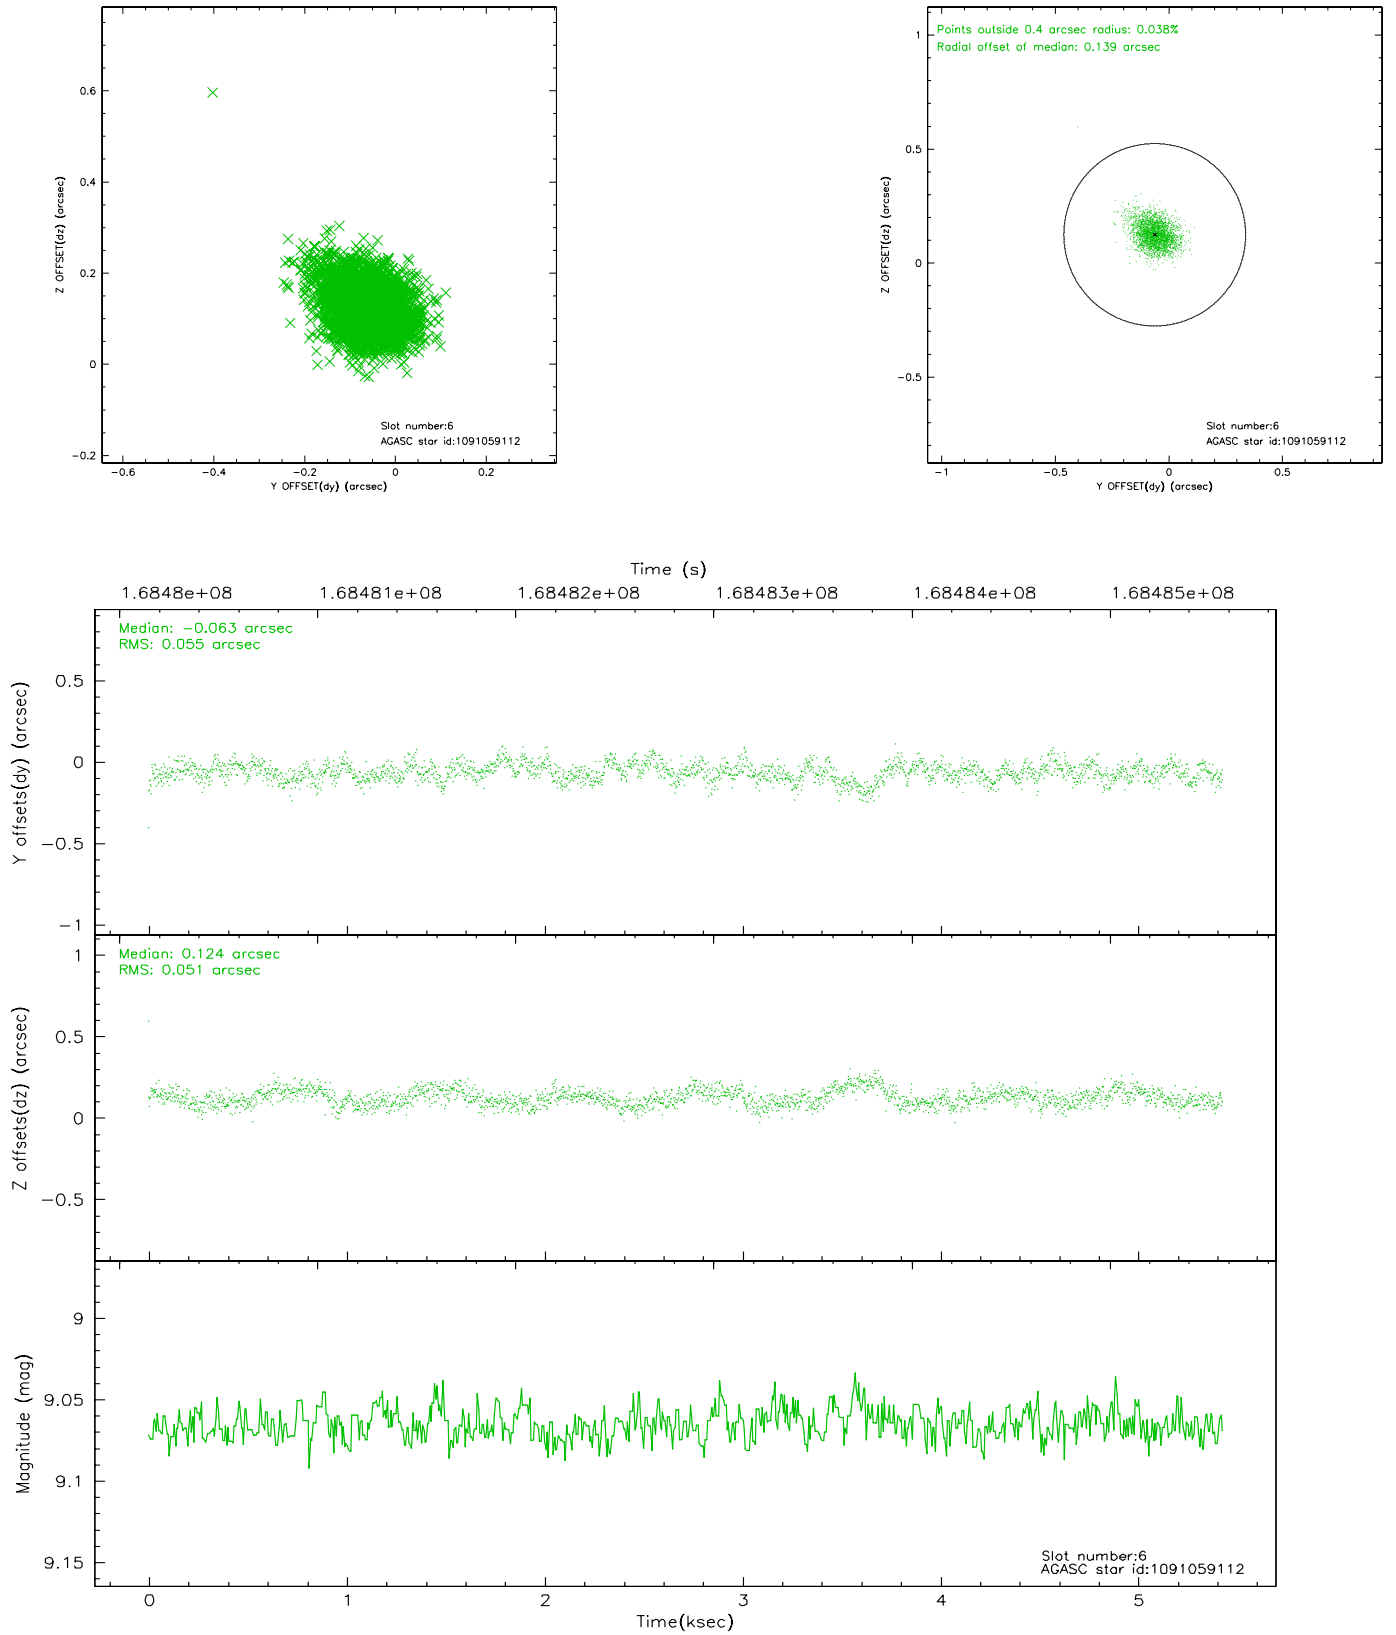 0.6
0.4
0.2
0
−0.2
Z OFFSET(dz) (arcsec)
Slot number:6
AGASC star id:1091059112
−0.6 −0.4 −0.2 0 0.2
Y OFFSET(dy) (arcsec)
Points outside 0.4 arcsec radius: 0.038%
Radial offset of median: 0.139 arcsec
1
0.5
0
−0.5
Z OFFSET(dz) (arcsec)
Slot number:6
AGASC star id:1091059112
−1 −0.5 0 0.5
Y OFFSET(dy) (arcsec)
Time (s)
1.6848e+08 1.68481e+08 1.68482e+08 1.68483e+08 1.68484e+08 1.68485e+08
Median: −0.063 arcsec
RMS: 0.055 arcsec
0.5
0
−0.5
−1
Y offsets(dy) (arcsec)
Median: 0.124 arcsec
RMS: 0.051 arcsec
1
0.5
0
−0.5
Z offsets(dz) (arcsec)
9
9.05
9.1
9.15
Magnitude (mag)
Slot number:6
AGASC star id:1091059112
0 1 2 3 4 5
Time(ksec)